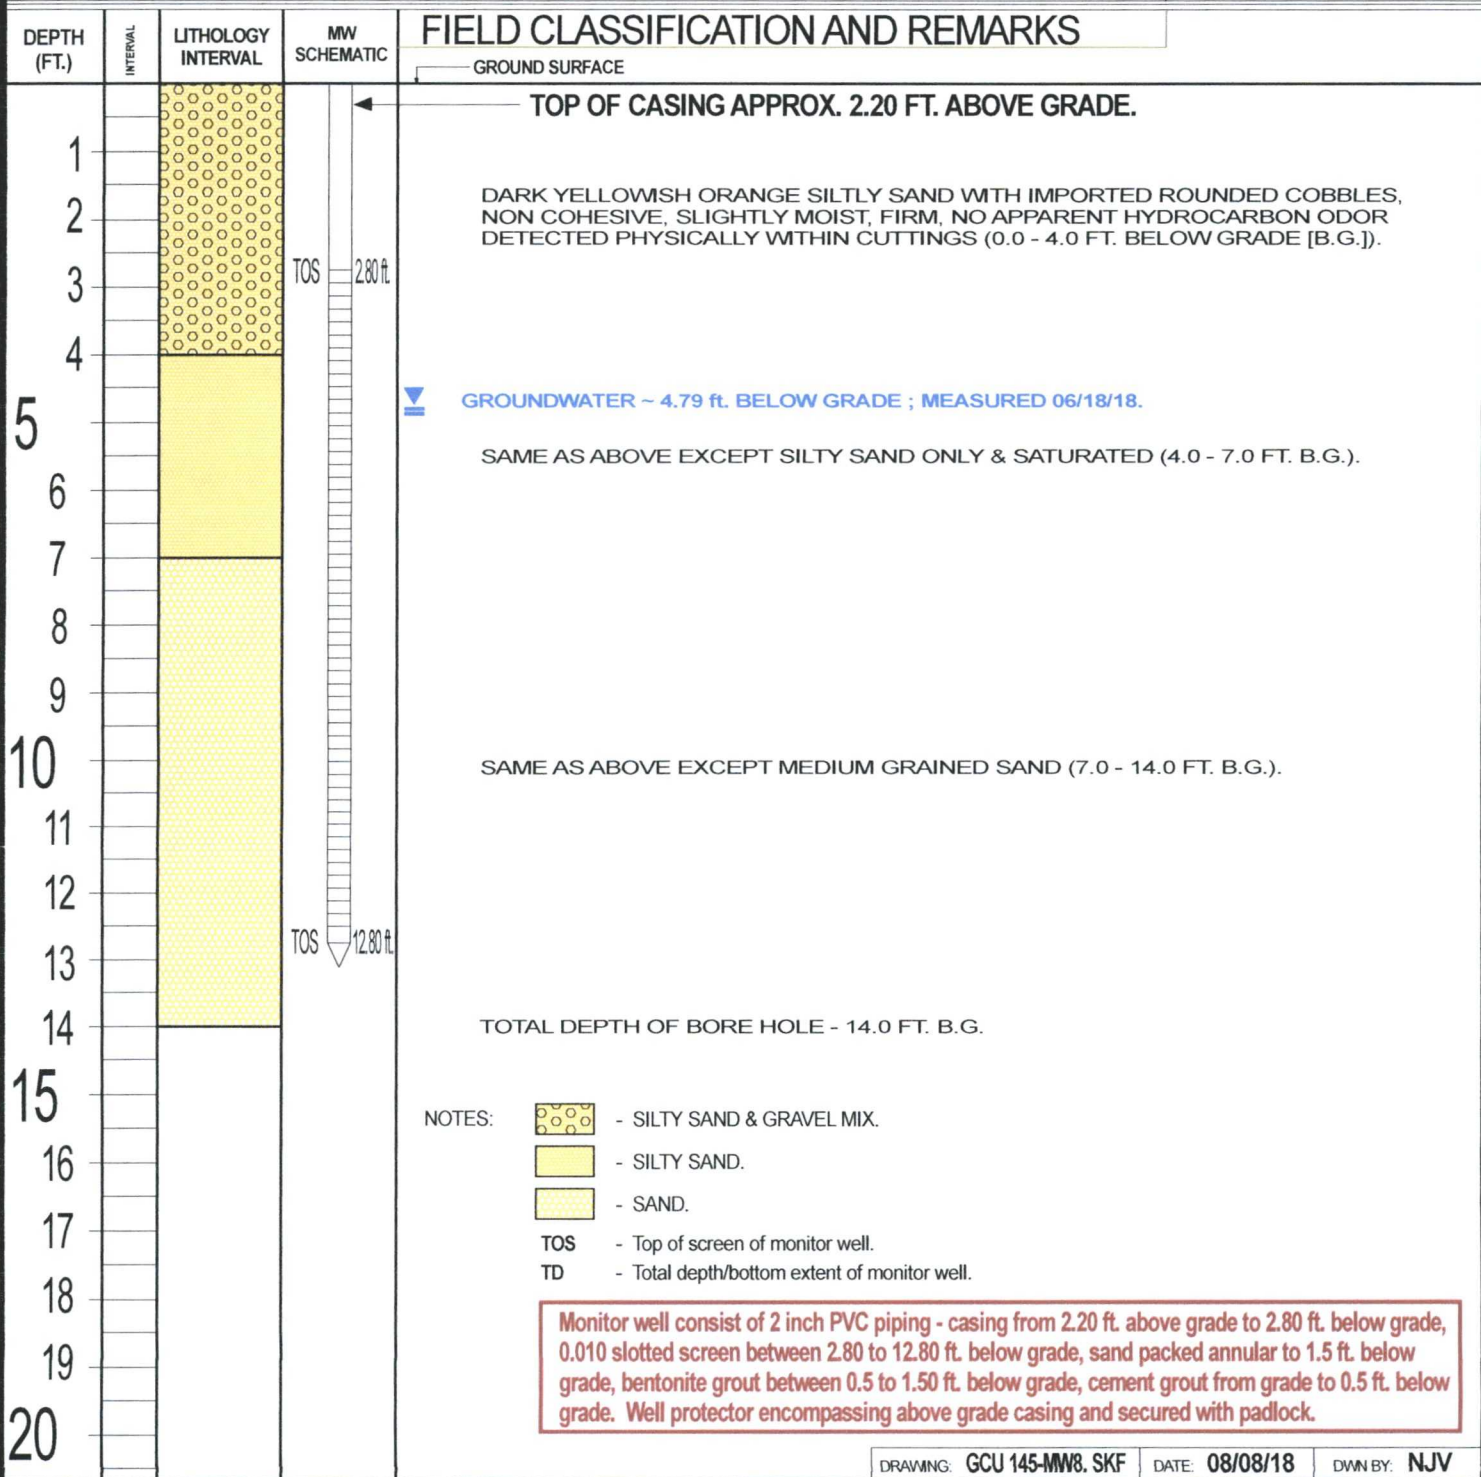 DEPTH (FT.)
INTERVAL
LITHOLOGY INTERVAL
MW SCHEMATIC
FIELD CLASSIFICATION AND REMARKS
GROUND SURFACE
TOP OF CASING APPROX. 2.20 FT. ABOVE GRADE.
1
DARK YELLOWISH ORANGE SILTLY SAND WITH IMPORTED ROUNDED COBBLES,
2
NON COHESIVE, SLIGHTLY MOIST, FIRM, NO APPARENT HYDROCARBON ODOR
DETECTED PHYSICALLY WITHIN CUTTINGS (0.0 - 4.0 FT. BELOW GRADE [B.G.]).
TOS 2.80 ft.
3
4
GROUNDWATER ~ 4.79 ft. BELOW GRADE ; MEASURED 06/18/18.
5
SAME AS ABOVE EXCEPT SILTY SAND ONLY & SATURATED (4.0 - 7.0 FT. B.G.).
6
7
8
9
10
SAME AS ABOVE EXCEPT MEDIUM GRAINED SAND (7.0 - 14.0 FT. B.G.).
11
12
TOS 12.80 ft.
13
14
TOTAL DEPTH OF BORE HOLE - 14.0 FT. B.G.
15
NOTES:
- SILTY SAND & GRAVEL MIX.
16
- SILTY SAND.
- SAND.
17
TOS - Top of screen of monitor well.
TD - Total depth/bottom extent of monitor well.
18
Monitor well consist of 2 inch PVC piping - casing from 2.20 ft. above grade to 2.80 ft. below grade,
19
0.010 slotted screen between 2.80 to 12.80 ft. below grade, sand packed annular to 1.5 ft. below
grade, bentonite grout between 0.5 to 1.50 ft. below grade, cement grout from grade to 0.5 ft. below
grade. Well protector encompassing above grade casing and secured with padlock.
20
DRAWING: GCU 145-MW8. SKF DATE: 08/08/18 DWN BY: NJV